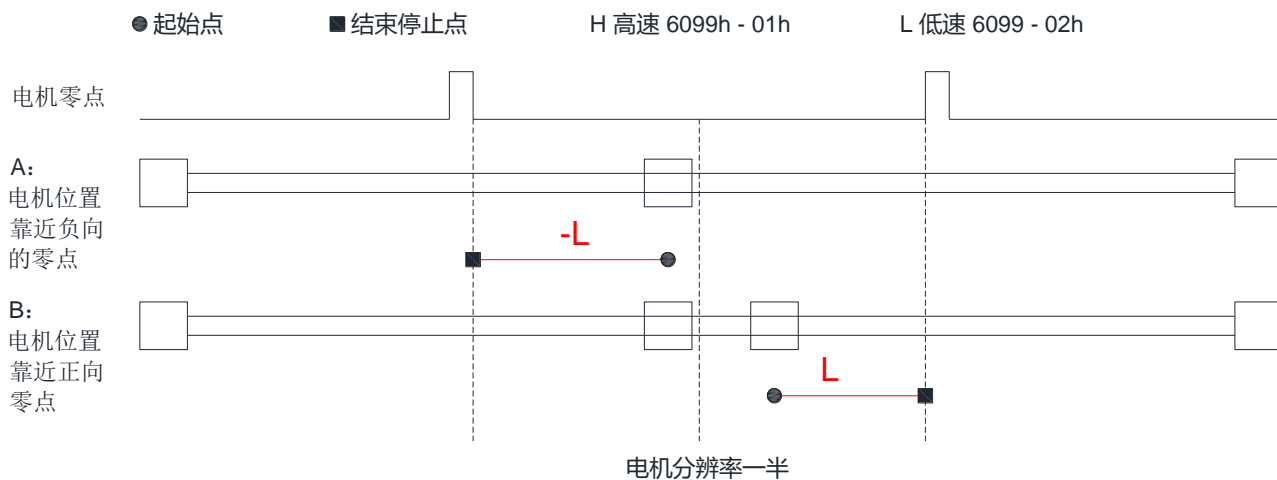 起始点 结束停止点 H 高速 6099h - 01h L 低速 6099 - 02h
电机零点
A:
电机位置
靠近负向
的零点
-L
B:
电机位置
靠近正向
零点
L
电机分辨率一半